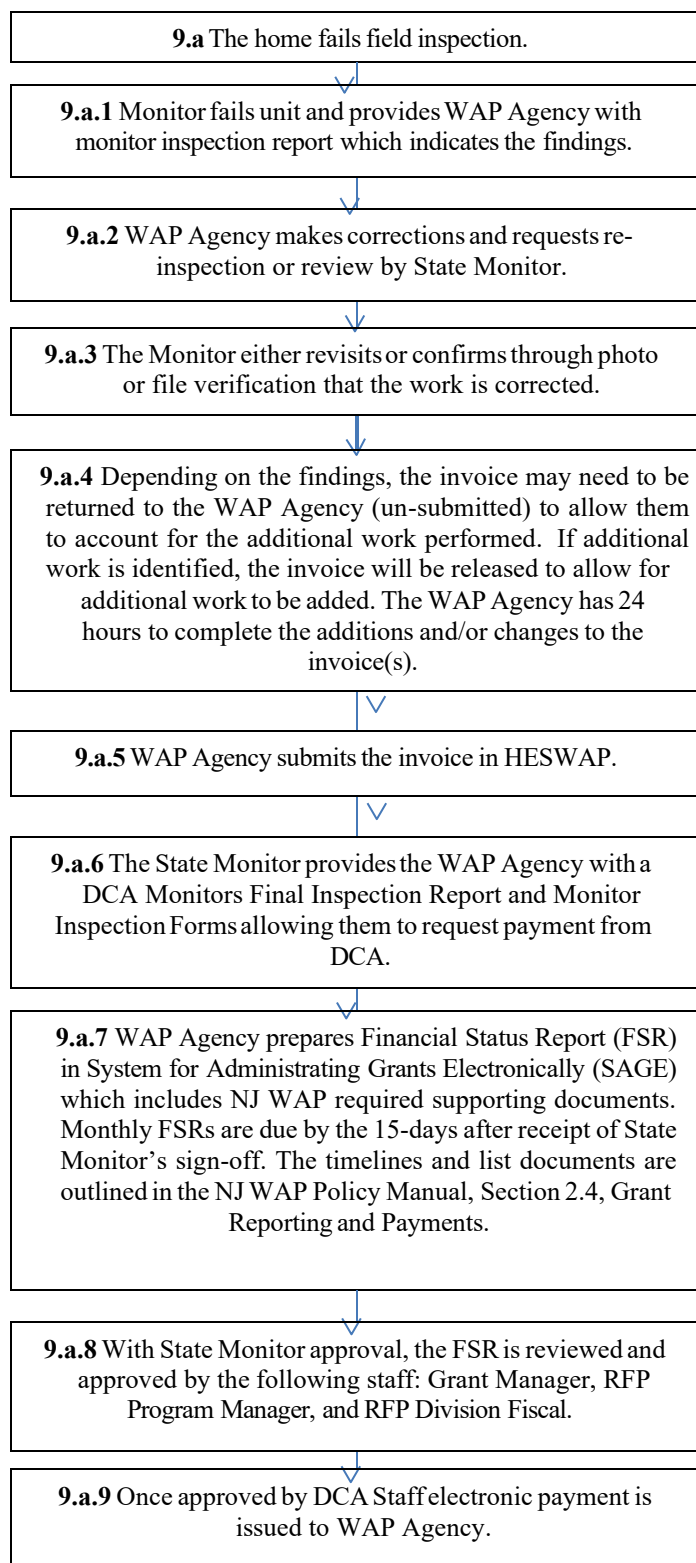 9.a The home fails field inspection.
9.a.1 Monitor fails unit and provides WAP Agency with
monitor inspection report which indicates the findings.
9.a.2 WAP Agency makes corrections and requests re-
inspection or review by State Monitor.
9.a.3 The Monitor either revisits or confirms through photo
or file verification that the work is corrected.
9.a.4 Depending on the findings, the invoice may need to be
returned to the WAP Agency (un-submitted) to allow them
to account for the additional work performed. If additional
work is identified, the invoice will be released to allow for
additional work to be added. The WAP Agency has 24
hours to complete the additions and/or changes to the
invoice(s).
9.a.5 WAP Agency submits the invoice in HESWAP.
9.a.6 The State Monitor provides the WAP Agency with a
DCA Monitors Final Inspection Report and Monitor
Inspection Forms allowing them to request payment from
DCA.
9.a.7 WAP Agency prepares Financial Status Report (FSR)
in System for Administrating Grants Electronically (SAGE)
which includes NJ WAP required supporting documents.
Monthly FSRs are due by the 15-days after receipt of State
Monitor's sign-off. The timelines and list documents are
outlined in the NJ WAP Policy Manual, Section 2.4, Grant
Reporting and Payments.
9.a.8 With State Monitor approval, the FSR is reviewed and
approved by the following staff: Grant Manager, RFP
Program Manager, and RFP Division Fiscal.
9.a.9 Once approved by DCA Staff electronic payment is
issued to WAP Agency.